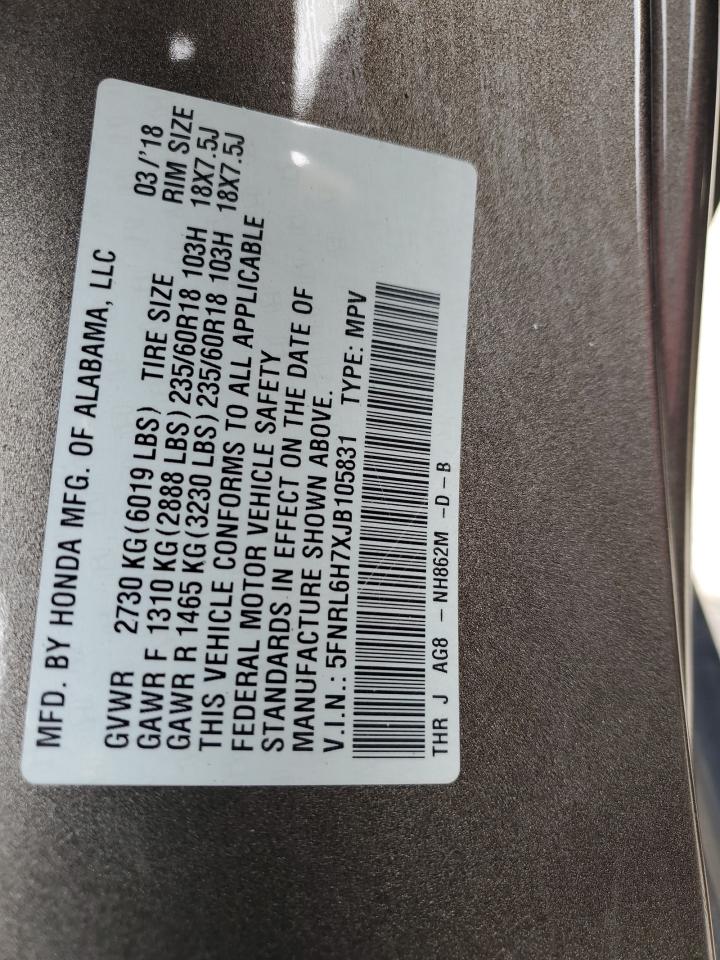 MFD. BY HONDA MFG. OF ALABAMA, LLC 03/'18
GVWR 2730 KG(6019 LBS) TIRE SIZE RIM SIZE
GAWR F 1310 KG(2888 LBS) 235/60R18 103H 18X7.5J
GAWR R 1465 KG(3230 LBS) 235/60R18 103H 18X7.5J
THIS VEHICLE CONFORMS TO ALL APPLICABLE
FEDERAL MOTOR VEHICLE SAFETY
STANDARDS IN EFFECT ON THE DATE OF
MANUFACTURE SHOWN ABOVE.
V.I.N.: 5FNRL6H7XJB105831 TYPE: MPV
THR J AG8 - NH862M -D-B